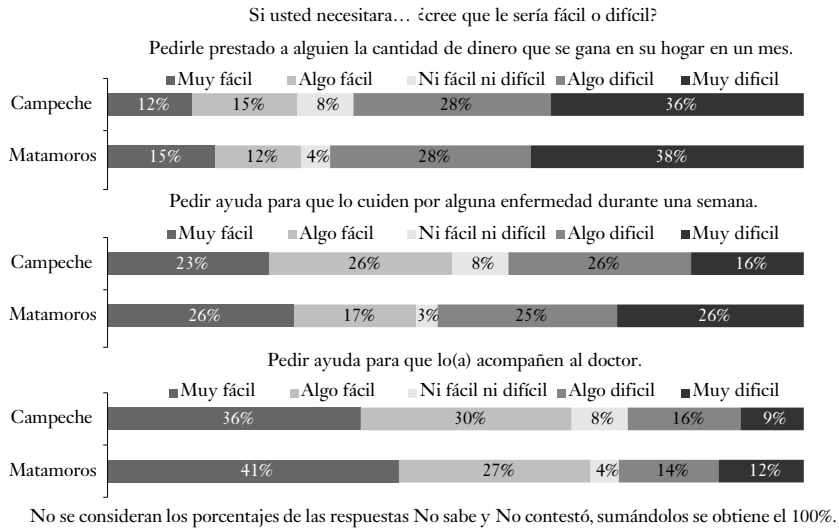 Si usted necesitara… ¿cree que le sería fácil o difícil?
Pedirle prestado a alguien la cantidad de dinero que se gana en su hogar en un mes.
Muy fácil Algo fácil Ni fácil ni difícil Algo dificil Muy dificil
Campeche 12% 15% 8% 28% 36%
Matamoros 15% 12% 4% 28% 38%
Pedir ayuda para que lo cuiden por alguna enfermedad durante una semana.
Muy fácil Algo fácil Ni fácil ni difícil Algo dificil Muy dificil
Campeche 23% 26% 8% 26% 16%
Matamoros 26% 17% 3% 25% 26%
Pedir ayuda para que lo(a) acompañen al doctor.
Muy fácil Algo fácil Ni fácil ni difícil Algo dificil Muy dificil
Campeche 36% 30% 8% 16% 9%
Matamoros 41% 27% 4% 14% 12%
No se consideran los porcentajes de las respuestas No sabe y No contestó, sumándolos se obtiene el 100%.